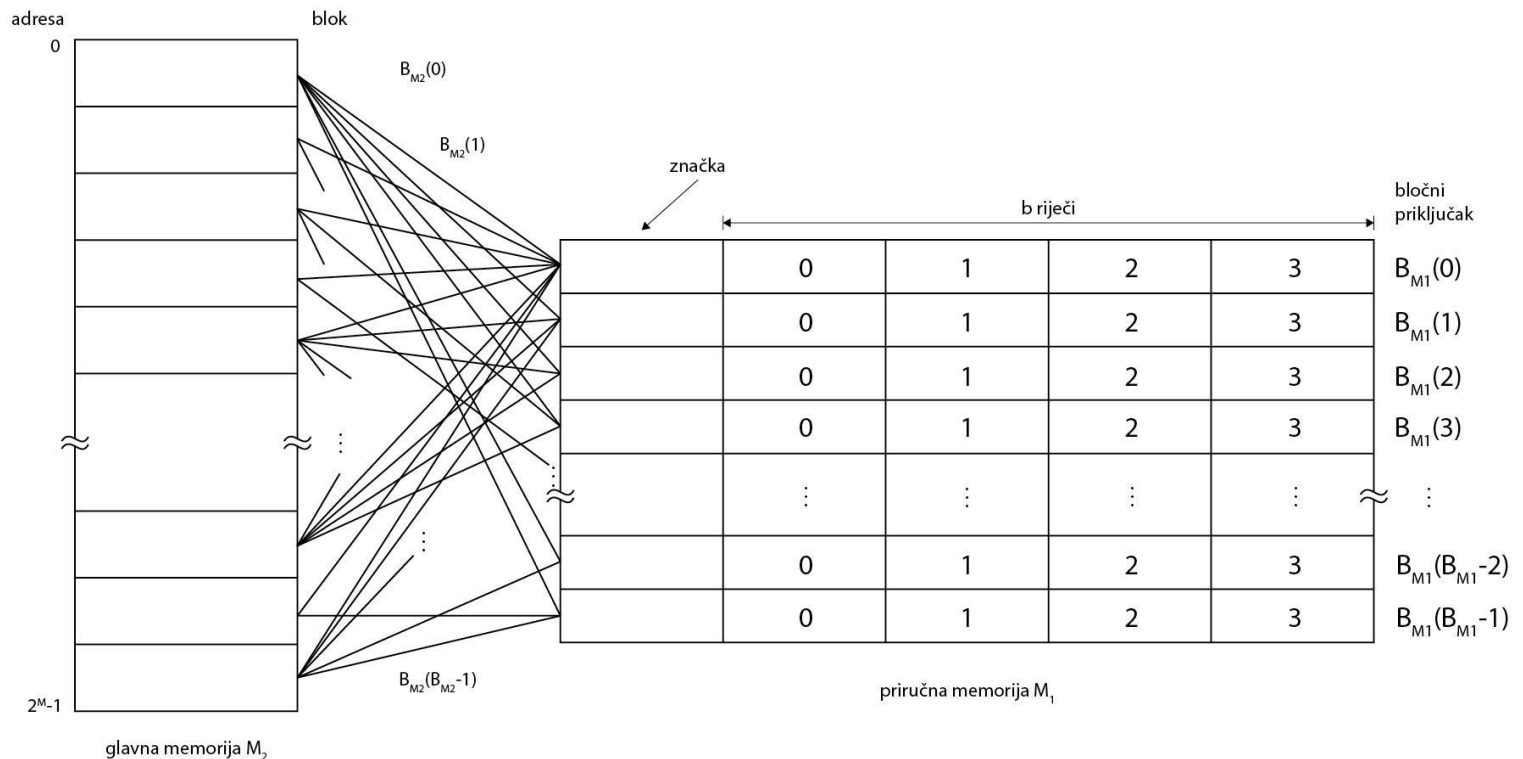 adresa
blok
0
B_M2(0)
B_M2(1)
značka
b riječi
bločni
priključak
0 1 2 3 B_M1(0)
0 1 2 3 B_M1(1)
0 1 2 3 B_M1(2)
0 1 2 3 B_M1(3)
⋮ ⋮ ⋮ ⋮ ⋮
0 1 2 3 B_M1(B_M1-2)
0 1 2 3 B_M1(B_M1-1)
B_M2(B_M2-1)
2^M-1
priručna memorija M_1
glavna memorija M_2